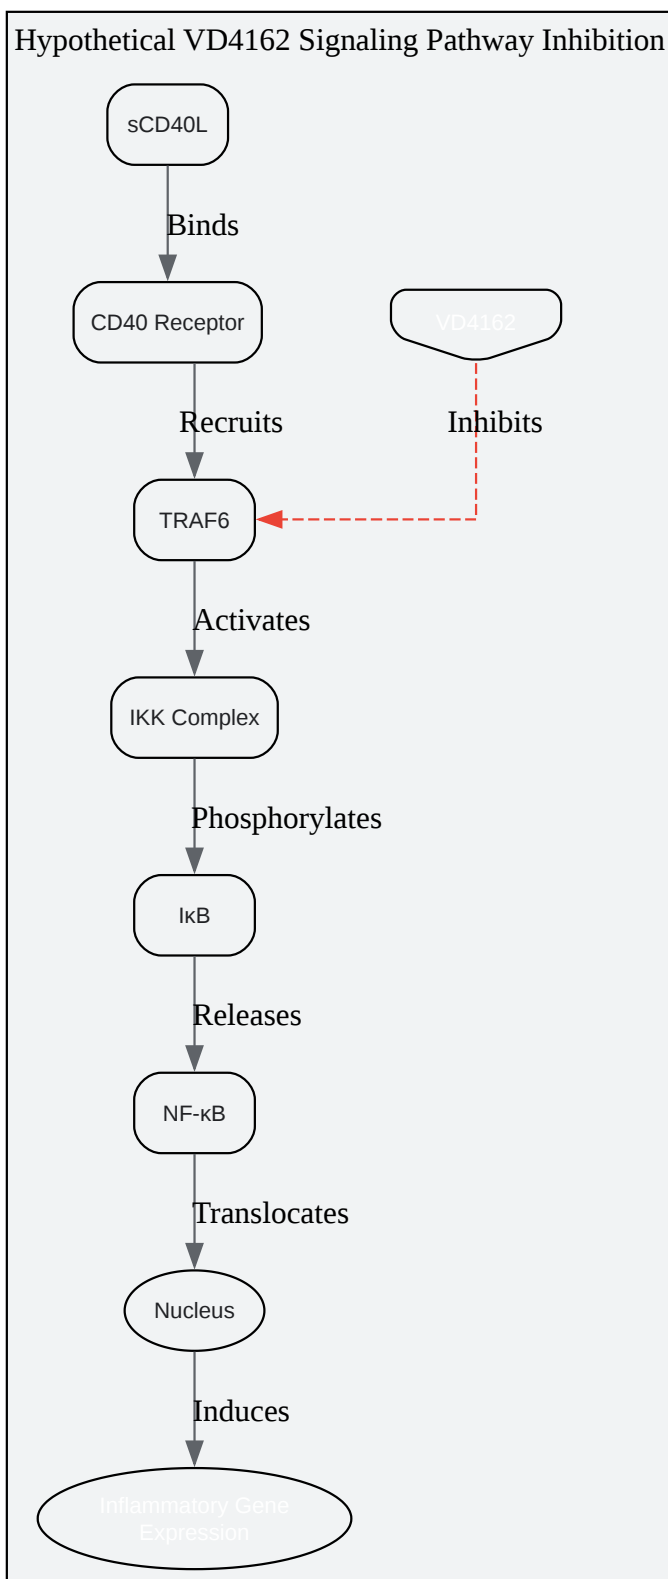 Hypothetical VD4162 Signaling Pathway Inhibition
sCD40L
Binds
CD40 Receptor
VD4162
Recruits
Inhibits
TRAF6
Activates
IKK Complex
Phosphorylates
IκB
Releases
NF-κB
Translocates
Nucleus
Induces
Inflammatory Gene
Expression